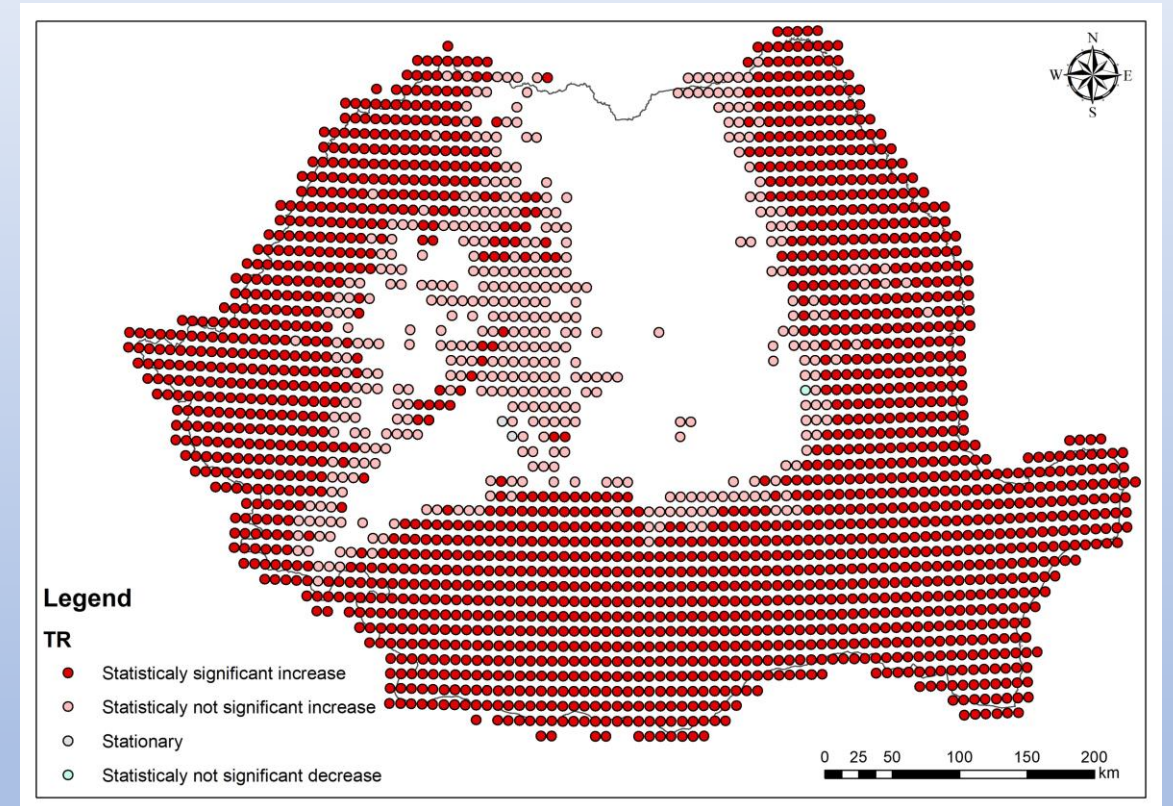 N
W E
S
Legend
TR
Statisticaly significant increase
Statisticaly not significant increase
Stationary
Statisticaly not significant decrease
0 25 50 100 150 200
km